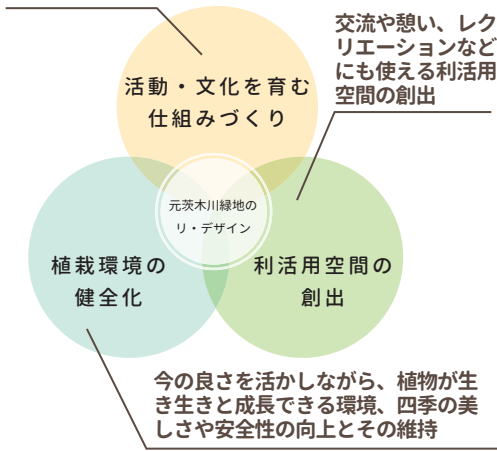 交流や憩い、レク
リエーションなど
にも使える利活用
空間の創出
活動・文化を育む
仕組みづくり
元茨木川緑地の
リ・デザイン
植栽環境の
健全化
利活用空間の
創出
今の良さを活かしながら、植物が生
き生きと成長できる環境、四季の美
しさや安全性の向上とその維持